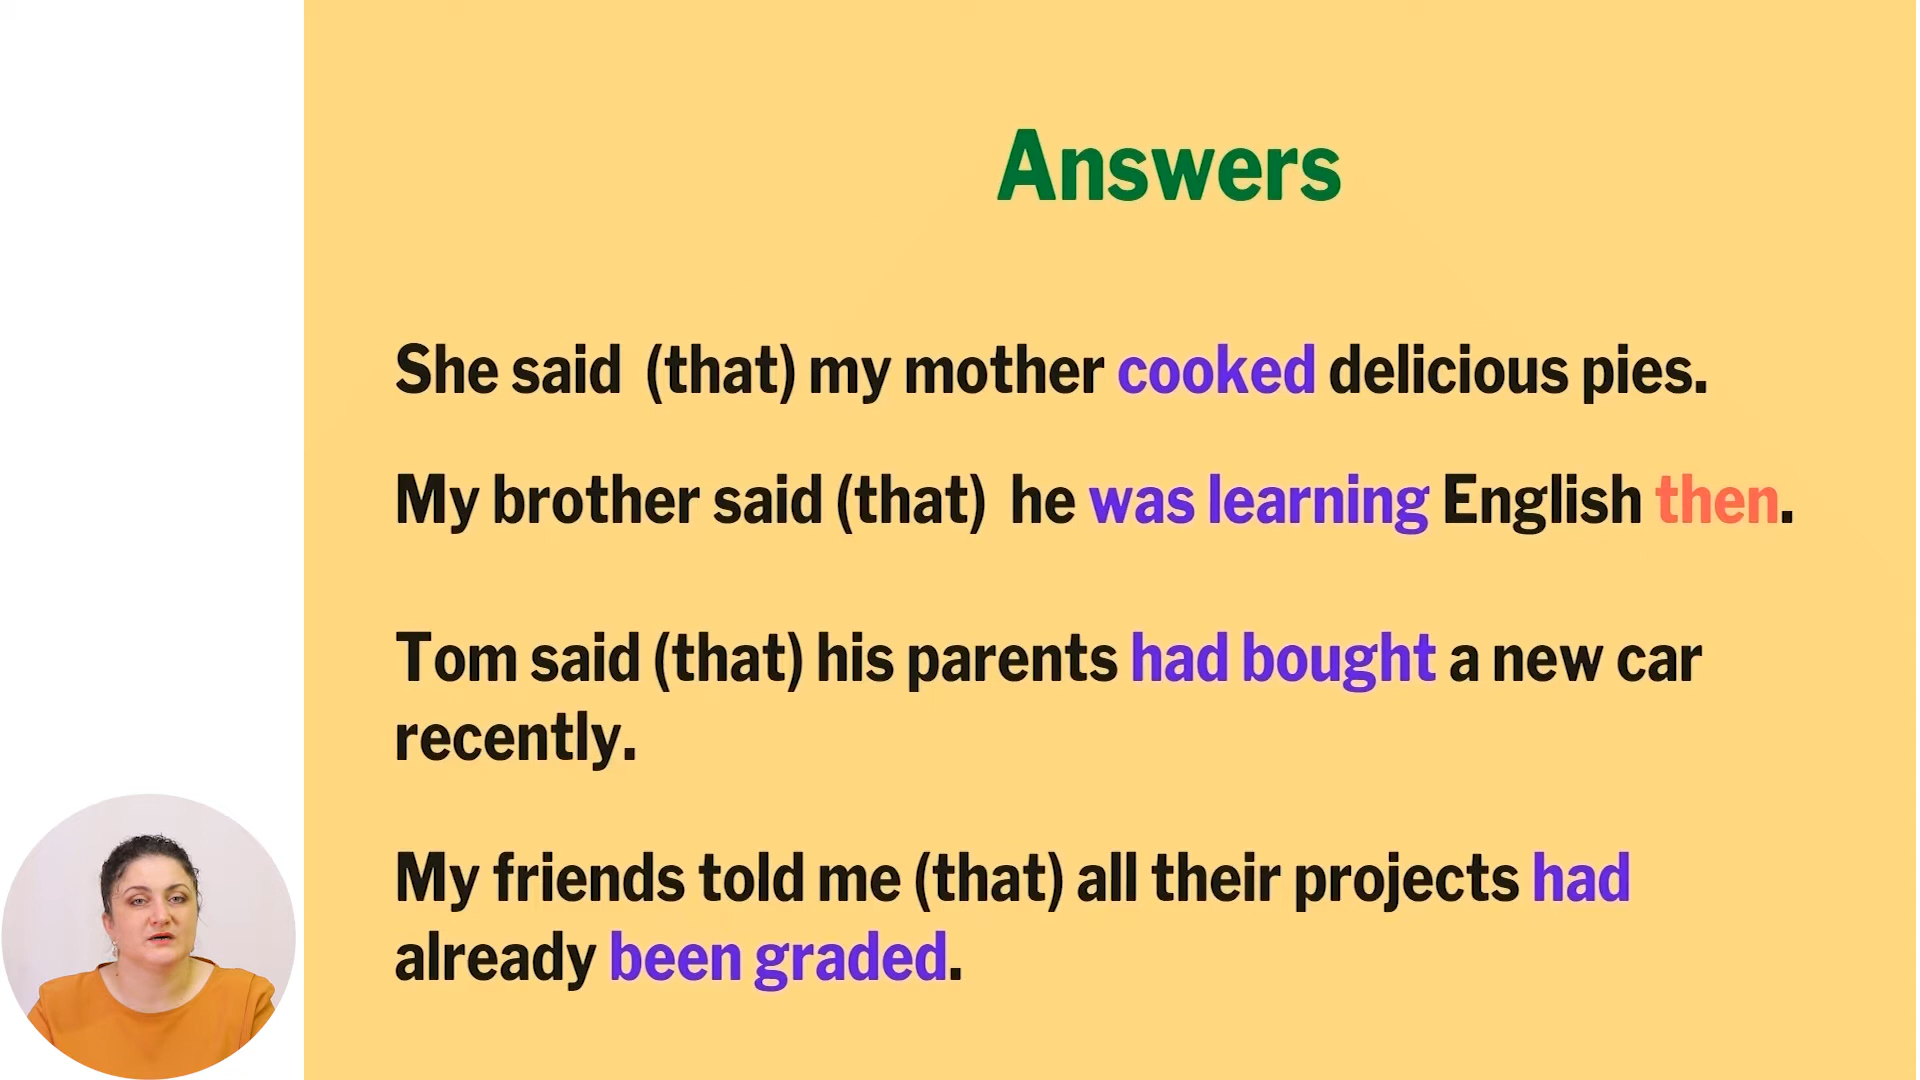 Answers
She said (that) my mother cooked delicious pies.
My brother said (that) he was learning English then.
Tom said (that) his parents had bought a new car
recently.
My friends told me (that) all their projects had
already been graded.